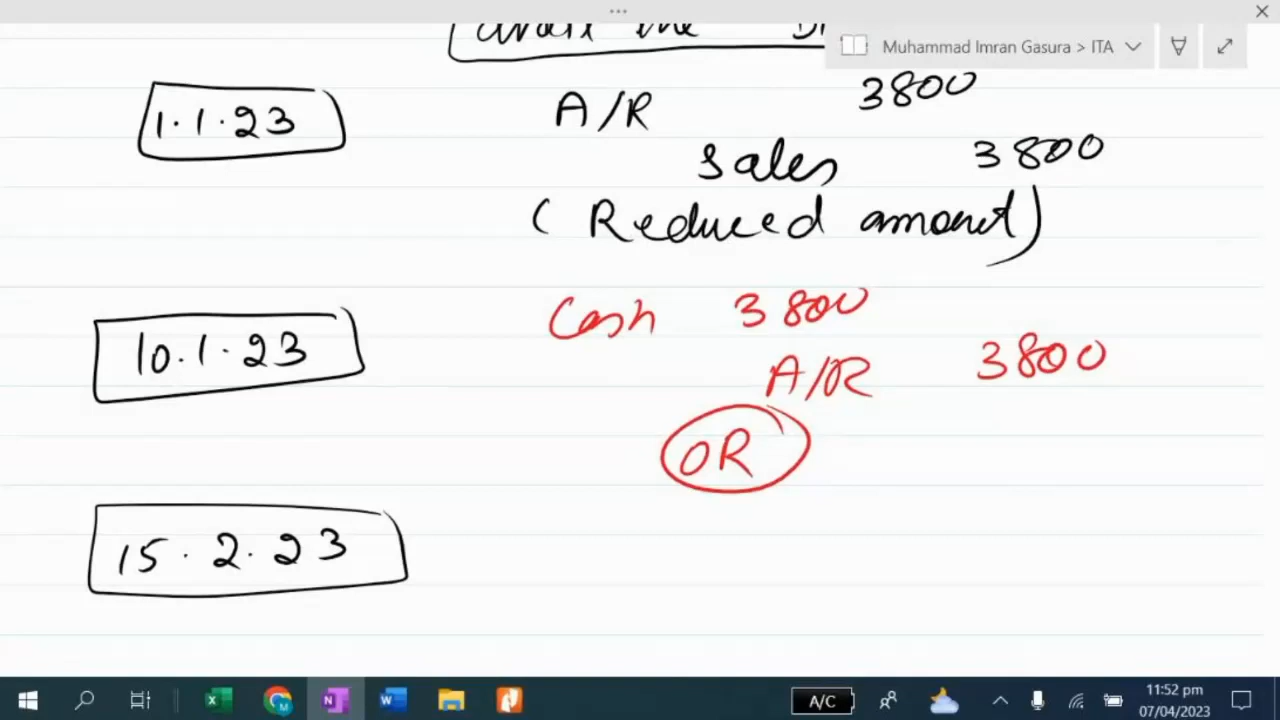 Muhammad Imran Gasura > ITA
the
1.1.23
A/R 3800
Sales 3800
(Reduced amount)
10.1.23
Cash 3800
A/R 3800
OR
15.2.23
A/C
11:52 pm
07/04/2023